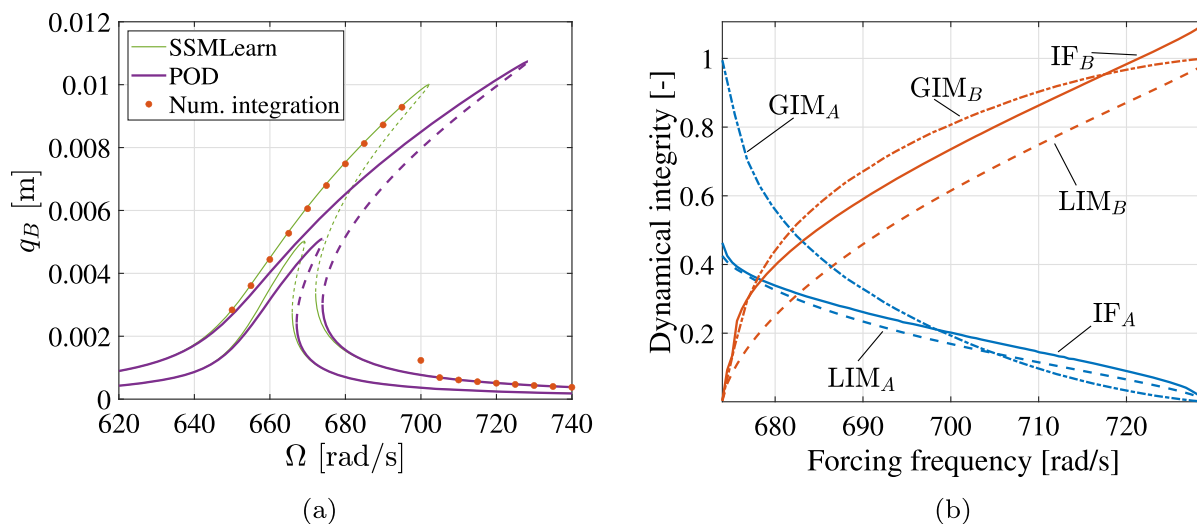 0.012
0.01
0.008
0.006
0.004
0.002
0
q_B [m]
SSMLearn
POD
Num. integration
620 640 660 680 700 720 740
Ω [rad/s]
(a)
1
0.8
0.6
0.4
0.2
Dynamical integrity [-]
IF_B
GIM_B
GIM_A
LIM_B
IF_A
LIM_A
680 690 700 710 720
Forcing frequency [rad/s]
(b)